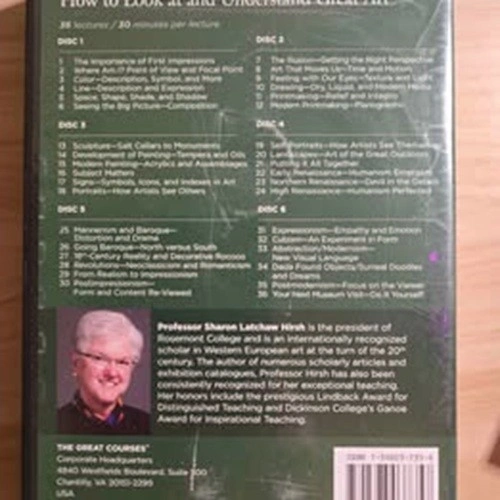 How to Look at and Understand Great Art
36 lectures / 30 minutes per lecture
DISC 1
1 The Importance of First Impressions
2 Where Am I? Point of View and Focal Point
3 Color—Description, Symbol, and More
4 Line—Description and Expression
5 Space, Shape, Shade, and Shadow
6 Seeing the Big Picture—Composition
DISC 2
7 The Illusion—Getting the Right Perspective
8 Art That Moves Us—Time and Motion
9 Feeling with Our Eyes—Texture and Light
10 Drawing—Dry, Liquid, and Modern Media
11 Printmaking—Relief and Intaglio
12 Modern Printmaking—Planographic
DISC 3
13 Sculpture—Salt Cellars to Monuments
14 Development of Painting—Tempera and Oils
15 Modern Painting—Acrylics and Assemblages
16 Subject Matters
17 Signs—Symbols, Icons, and Indexes in Art
18 Portraits—How Artists See Others
DISC 4
19 Self-Portraits—How Artists See Themselves
20 Landscapes—Art of the Great Outdoors
21 Putting It All Together
22 Early Renaissance—Humanism Emergent
23 Northern Renaissance—Devil in the Details
24 High Renaissance—Humanism Perfected
DISC 5
25 Mannerism and Baroque—
Distortion and Drama
26 Going Baroque—North versus South
27 18th-Century Reality and Decorative Rococo
28 Revolutions—Neoclassicism and Romanticism
29 From Realism to Impressionism
30 Postimpressionism—
Form and Content Re-Viewed
DISC 6
31 Expressionism—Empathy and Emotion
32 Cubism—An Experiment in Form
33 Abstraction/Modernism—
New Visual Language
34 Dada Found Objects/Surreal Doodles
and Dreams
35 Postmodernism—Focus on the Viewer
36 Your Next Museum Visit—Do It Yourself!
Professor Sharon Latchaw Hirsh is the president of
Rosemont College and is an internationally recognized
scholar in Western European art at the turn of the 20th
century. The author of numerous scholarly articles and
exhibition catalogues, Professor Hirsh has also been
consistently recognized for her exceptional teaching.
Her honors include the prestigious Lindback Award for
Distinguished Teaching and Dickinson College's Ganoe
Award for Inspirational Teaching.
THE GREAT COURSES®
Corporate Headquarters
4840 Westfields Boulevard, Suite 500
Chantilly, VA 20151-2299
USA
ISBN